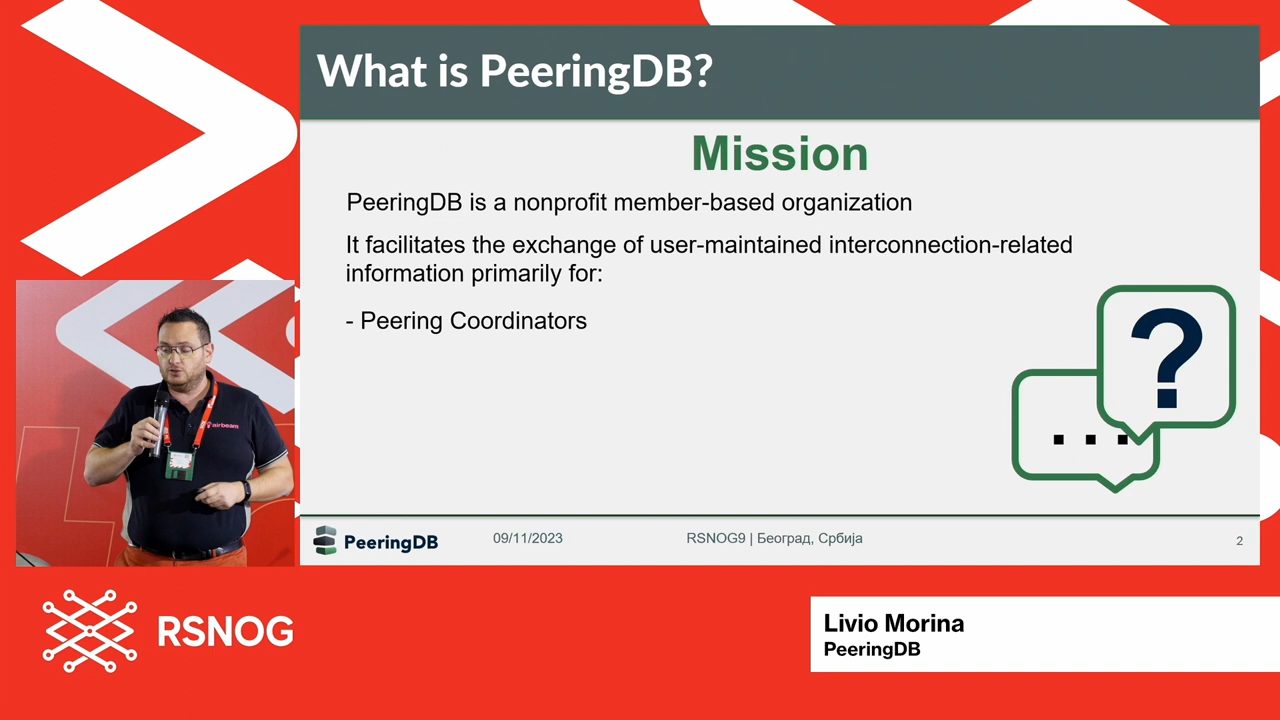 What is PeeringDB?
Mission
PeeringDB is a nonprofit member-based organization
It facilitates the exchange of user-maintained interconnection-related
information primarily for:
- Peering Coordinators
?
...
airbeam
PeeringDB
09/11/2023
RSNOG9 | Београд, Србија
2
RSNOG
Livio Morina
PeeringDB